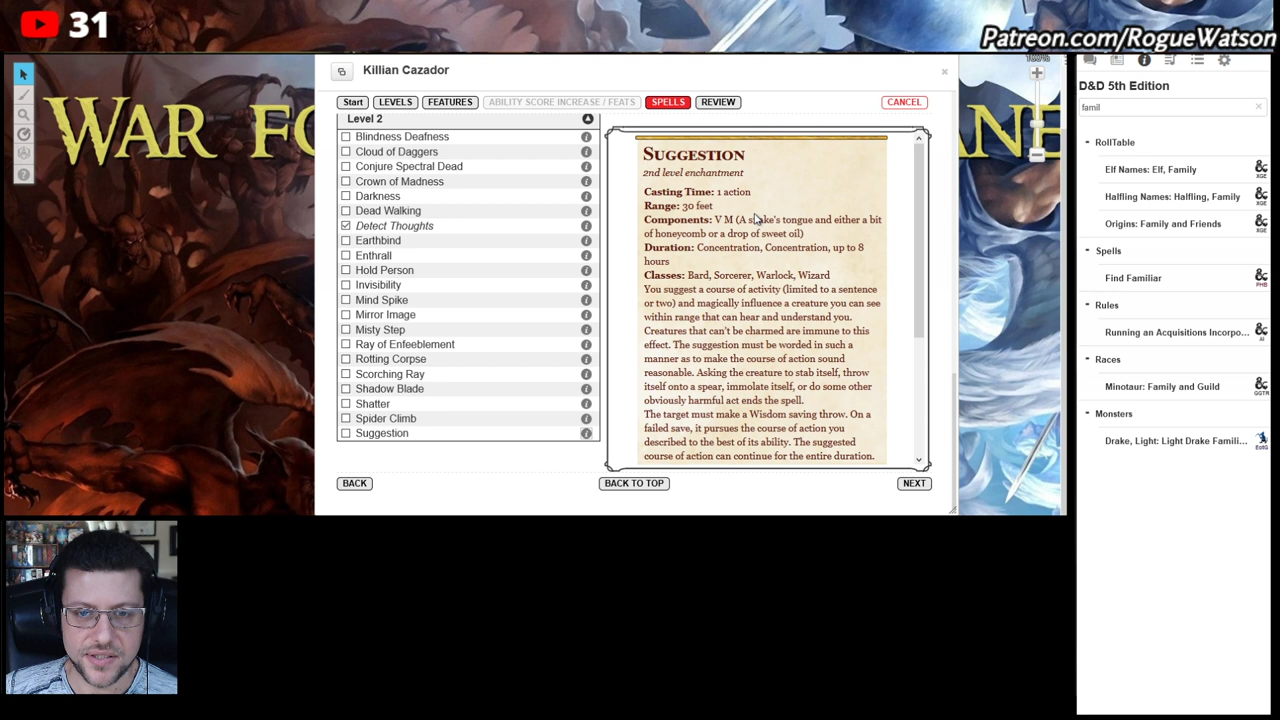 31
Patreon.com/RogueWatson
WAR FO
ANE
Killian Cazador
Start
LEVELS
FEATURES
ABILITY SCORE INCREASE / FEATS
SPELLS
REVIEW
CANCEL
Level 2
Blindness Deafness
Cloud of Daggers
Conjure Spectral Dead
Crown of Madness
Darkness
Dead Walking
Detect Thoughts
Earthbind
Enthrall
Hold Person
Invisibility
Mind Spike
Mirror Image
Misty Step
Ray of Enfeeblement
Rotting Corpse
Scorching Ray
Shadow Blade
Shatter
Spider Climb
Suggestion
SUGGESTION
2nd level enchantment
Casting Time: 1 action
Range: 30 feet
Components: V M (A snake's tongue and either a bit
of honeycomb or a drop of sweet oil)
Duration: Concentration, Concentration, up to 8
hours
Classes: Bard, Sorcerer, Warlock, Wizard
You suggest a course of activity (limited to a sentence
or two) and magically influence a creature you can see
within range that can hear and understand you.
Creatures that can't be charmed are immune to this
effect. The suggestion must be worded in such a
manner as to make the course of action sound
reasonable. Asking the creature to stab itself, throw
itself onto a spear, immolate itself, or do some other
obviously harmful act ends the spell.
The target must make a Wisdom saving throw. On a
failed save, it pursues the course of action you
described to the best of its ability. The suggested
course of action can continue for the entire duration.
BACK
BACK TO TOP
NEXT
100%
D&D 5th Edition
famil
RollTable
Elf Names: Elf, Family
XGE
Halfling Names: Halfling, Family
XGE
Origins: Family and Friends
XGE
Spells
Find Familiar
PHB
Rules
Running an Acquisitions Incorpo...
AI
Races
Minotaur: Family and Guild
GGTR
Monsters
Drake, Light: Light Drake Famili...